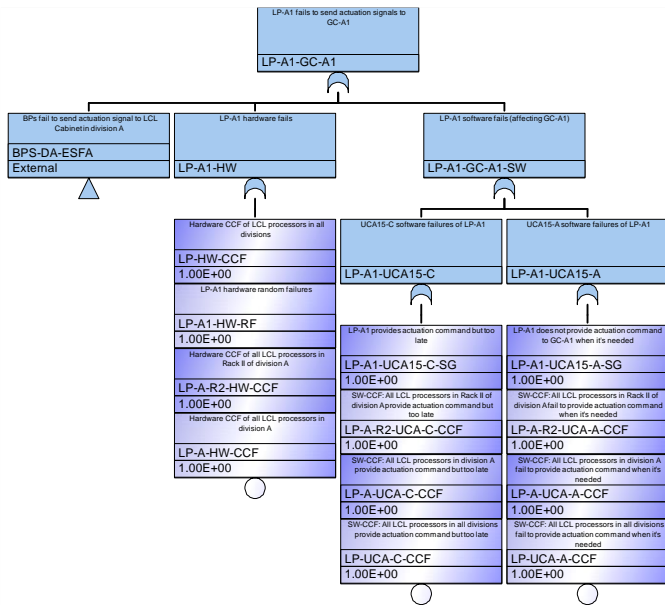 LP-A1 fails to send actuation signals to
GC-A1
LP-A1-GC-A1
BPs fail to send actuation signal to LCL
Cabinet in division A
BPS-DA-ESFA
External
LP-A1 hardware fails
LP-A1-HW
LP-A1 software fails (affecting GC-A1)
LP-A1-GC-A1-SW
Hardware CCF of LCL processors in all
divisions
LP-HW-CCF
1.00E+00
LP-A1 hardware random failures
LP-A1-HW-RF
1.00E+00
Hardware CCF of all LCL processors in
Rack II of division A
LP-A-R2-HW-CCF
1.00E+00
Hardware CCF of all LCL processors in
division A
LP-A-HW-CCF
1.00E+00
UCA15-C software failures of LP-A1
LP-A1-UCA15-C
LP-A1 provides actuation command but too
late
LP-A1-UCA15-C-SG
1.00E+00
SW-CCF: All LCL processors in Rack II of
division A provide actuation command but
too late
LP-A-R2-UCA-C-CCF
1.00E+00
SW-CCF: All LCL processors in division A
provide actuation command but too late
LP-A-UCA-C-CCF
1.00E+00
SW-CCF: All LCL processors in all divisions
provide actuation command but too late
LP-UCA-C-CCF
1.00E+00
UCA15-A software failures of LP-A1
LP-A1-UCA15-A
LP-A1 does not provide actuation command
to GC-A1 when it's needed
LP-A1-UCA15-A-SG
1.00E+00
SW-CCF: All LCL processors in Rack II of
division A fail to provide actuation command
when it's needed
LP-A-R2-UCA-A-CCF
1.00E+00
SW-CCF: All LCL processors in division A
fail to provide actuation command when it's
needed
LP-A-UCA-A-CCF
1.00E+00
SW-CCF: All LCL processors in all divisions
fail to provide actuation command when it's
needed
LP-UCA-A-CCF
1.00E+00